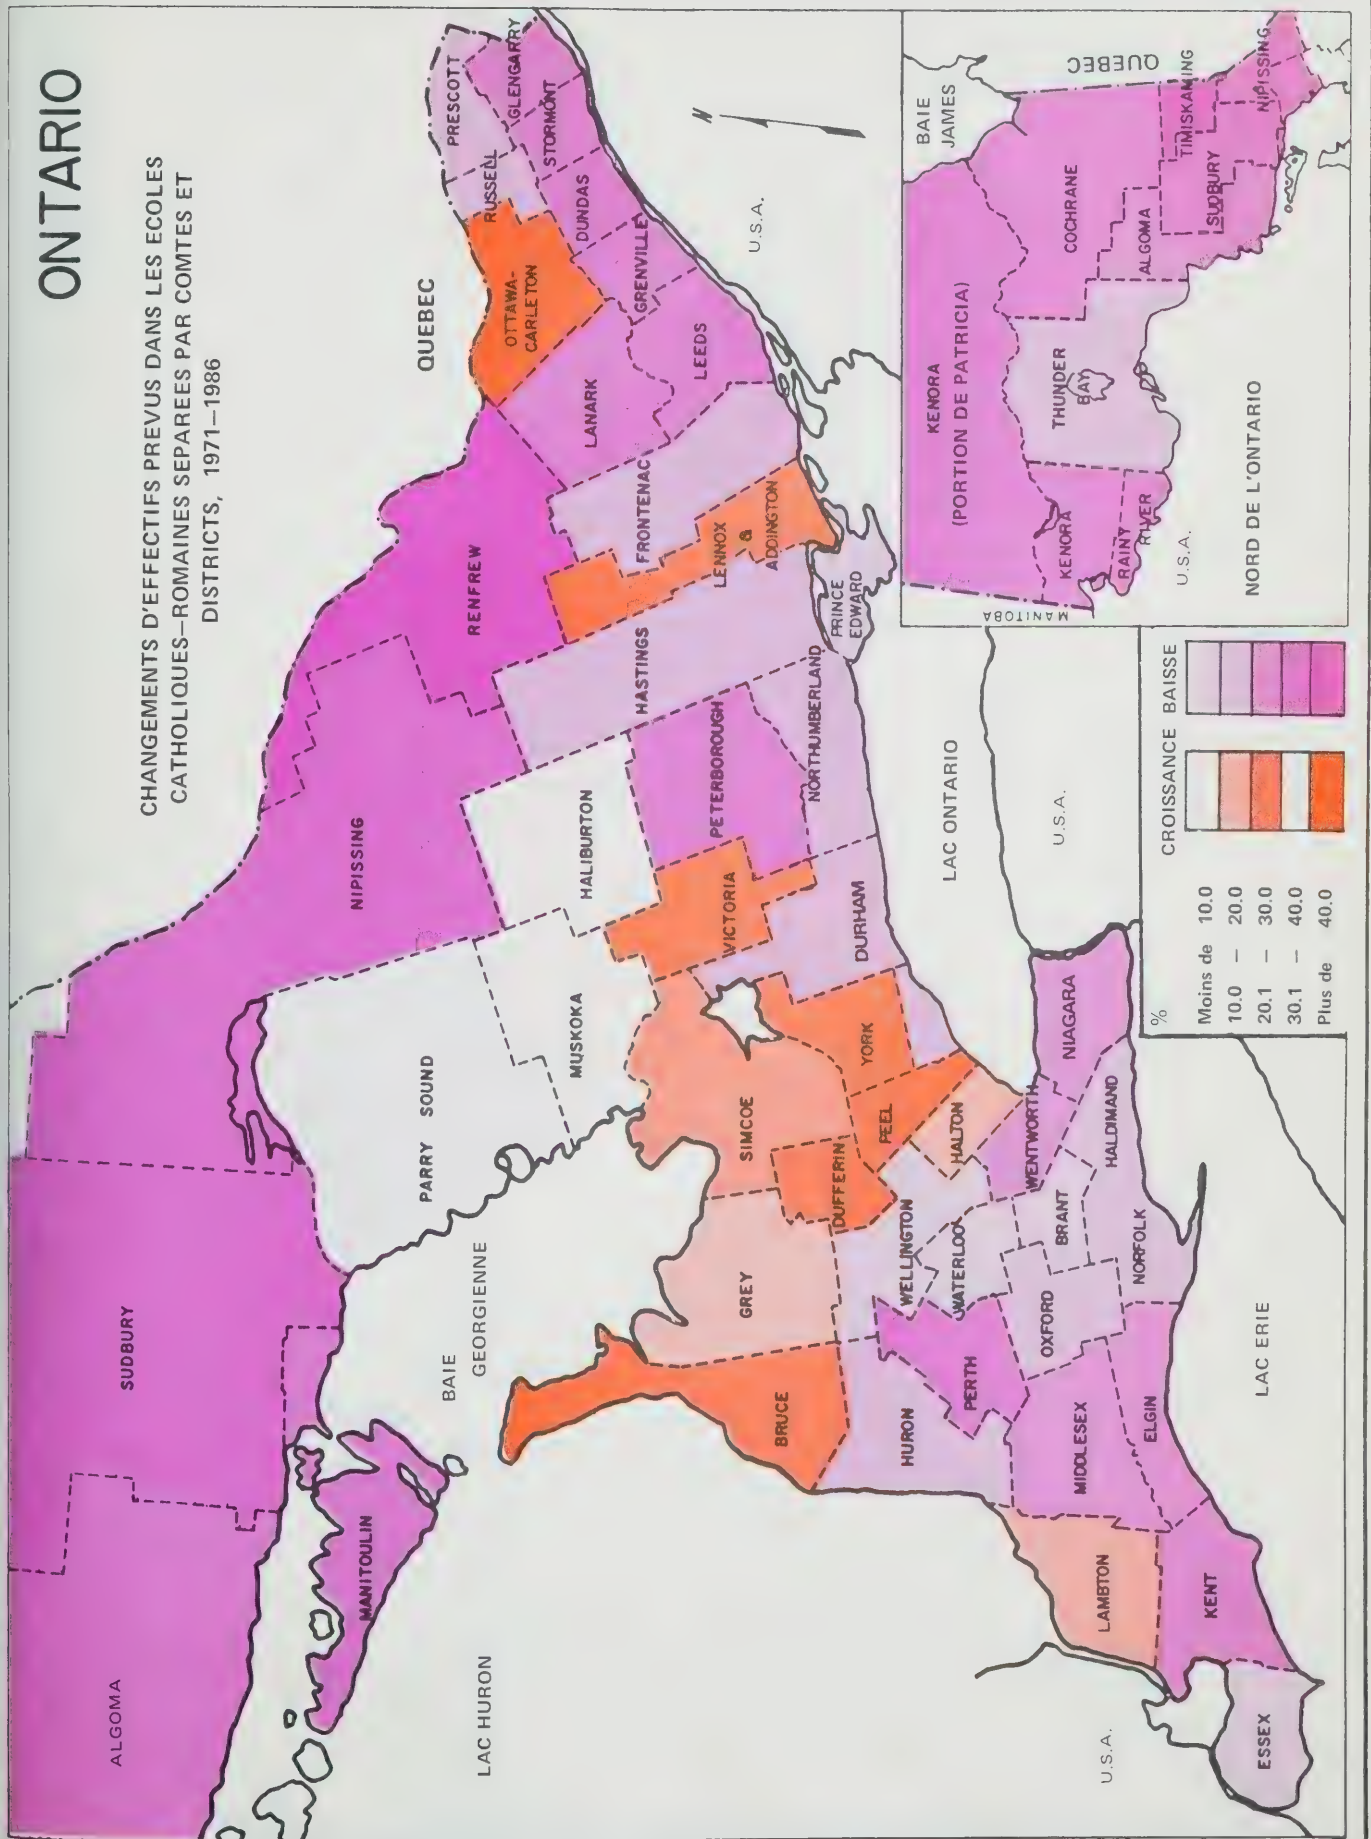 ONTARIO
CHANGEMENTS D'EFFECTIFS PREVUS DANS LES ECOLES
CATHOLIQUES—ROMAINES SEPAREES PAR COMTES ET
DISTRICTS, 1971—1986
QUEBEC
PRESCOTT
GLENGARRY
RUSSELL
STORMONT
OTTAWA-
CARLETON
DUNDAS
GRENVILLE
LANARK
LEEDS
RENFREW
FRONTENAC
LENNOX
&
ADDINGTON
HASTINGS
PRINCE
EDWARD
NIPISSING
HALIBURTON
PETERBOROUGH
NORTHUMBERLAND
VICTORIA
DURHAM
PARRY SOUND
MUSKOKA
SIMCOE
YORK
PEEL
DUFFERIN
HALTON
WENTWORTH
NIAGARA
HALDIMAND
SUDBURY
GREY
WELLINGTON
WATERLOO
BRANT
NORFOLK
BRUCE
HURON
PERTH
OXFORD
MIDDLESEX
ELGIN
ALGOMA
MANITOULIN
LAMBTON
KENT
ESSEX
BAIE
GEORGIENNE
LAC HURON
LAC ONTARIO
LAC ERIE
U.S.A.
U.S.A.
U.S.A.
N
BAIE
JAMES
QUEBEC
KENORA
(PORTION DE PATRICIA)
COCHRANE
TIMISKAMING
NIPISSING
SUDBURY
ALGOMA
THUNDER
BAY
KENORA
RAINY
RIVER
MANITOBA
U.S.A.
NORD DE L'ONTARIO
% CROISSANCE BAISSE
Moins de 10.0
10.0 — 20.0
20.1 — 30.0
30.1 — 40.0
Plus de 40.0